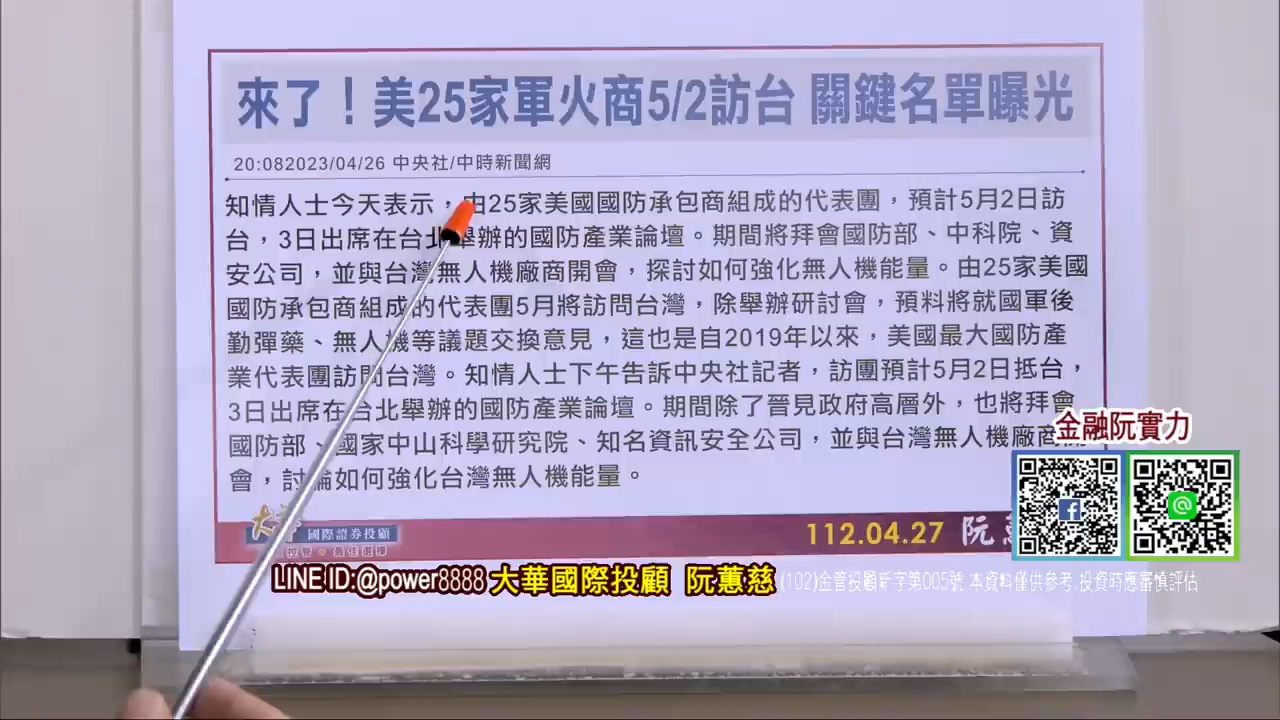 來了！美25家軍火商5/2訪台 關鍵名單曝光
20:082023/04/26 中央社/中時新聞網
知情人士今天表示，由25家美國國防承包商組成的代表團，預計5月2日訪
台，3日出席在台北舉辦的國防產業論壇。期間將拜會國防部、中科院、資
安公司，並與台灣無人機廠商開會，探討如何強化無人機能量。由25家美國
國防承包商組成的代表團5月將訪問台灣，除舉辦研討會，預料將就國軍後
勤彈藥、無人機等議題交換意見，這也是自2019年以來，美國最大國防產
業代表團訪問台灣。知情人士下午告訴中央社記者，訪團預計5月2日抵台，
3日出席在台北舉辦的國防產業論壇。期間除了晉見政府高層外，也將拜會
國防部、國家中山科學研究院、知名資訊安全公司，並與台灣無人機廠商開
會，討論如何強化台灣無人機能量。
金融阮實力
大華 國際證券投顧
112.04.27 阮蕙
LINE ID:@power8888 大華國際投顧 阮蕙慈 (102)金管投顧新字第005號 本資料僅供參考,投資時應審慎評估